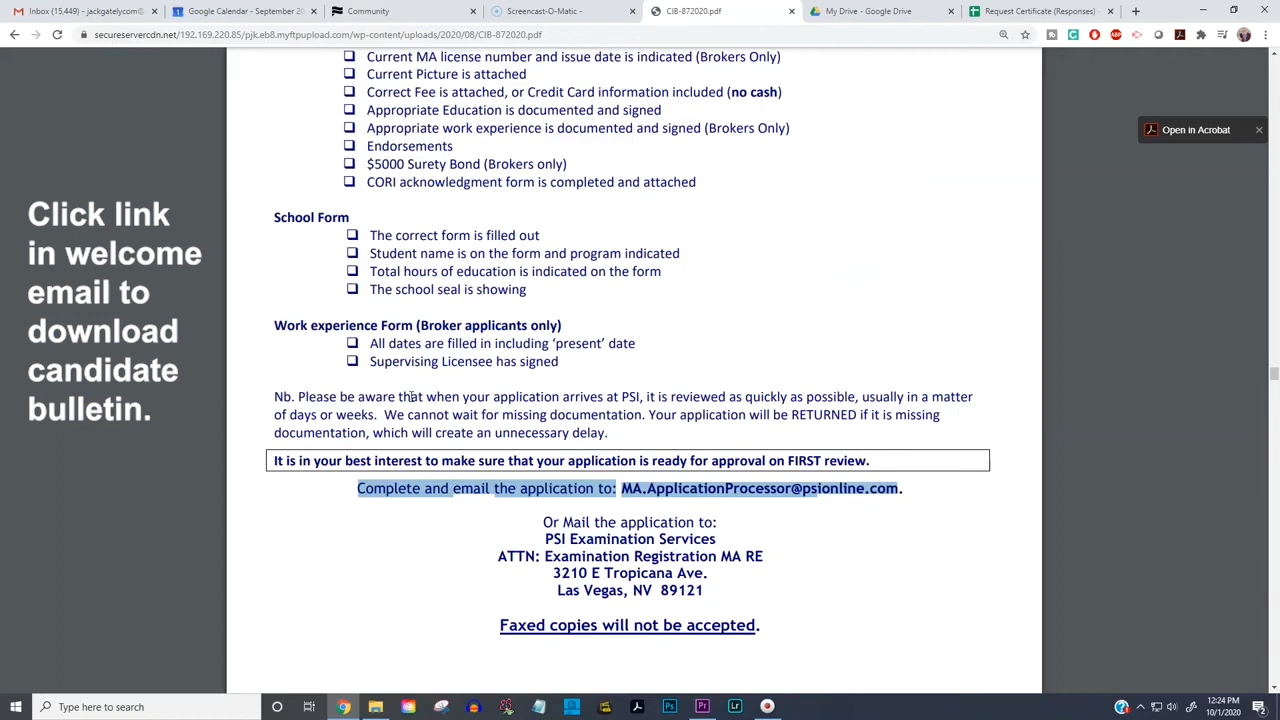 Inbox (15,449) - jackgatelycom@
Google Calendar - September 20
Community
Screencast-O-Matic -
CIB-872020.pdf
My Drive - Google Drive
Request Certificate (Responses) -
secureservercdn.net/192.169.220.85/pjk.eb8.myftpupload.com/wp-content/uploads/2020/08/CIB-872020.pdf
Current MA license number and issue date is indicated (Brokers Only)
Current Picture is attached
Correct Fee is attached, or Credit Card information included (no cash)
Appropriate Education is documented and signed
Appropriate work experience is documented and signed (Brokers Only)
Endorsements
$5000 Surety Bond (Brokers only)
CORI acknowledgment form is completed and attached
Open in Acrobat
Click link
in welcome
email to
download
candidate
bulletin.
School Form
The correct form is filled out
Student name is on the form and program indicated
Total hours of education is indicated on the form
The school seal is showing
Work experience Form (Broker applicants only)
All dates are filled in including ‘present’ date
Supervising Licensee has signed
Nb. Please be aware that when your application arrives at PSI, it is reviewed as quickly as possible, usually in a matter
of days or weeks. We cannot wait for missing documentation. Your application will be RETURNED if it is missing
documentation, which will create an unnecessary delay.
It is in your best interest to make sure that your application is ready for approval on FIRST review.
Complete and email the application to: MA.ApplicationProcessor@psionline.com.
Or Mail the application to:
PSI Examination Services
ATTN: Examination Registration MA RE
3210 E Tropicana Ave.
Las Vegas, NV 89121
Faxed copies will not be accepted.
Type here to search
12:24 PM
10/1/2020